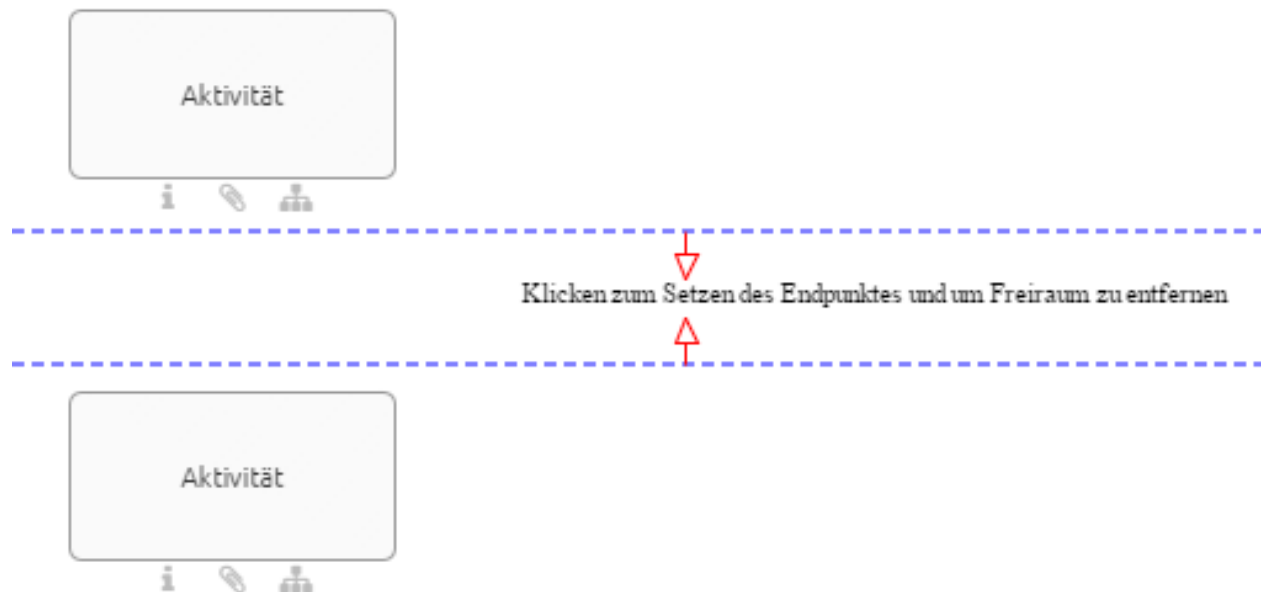 Aktivität
Klicken zum Setzen des Endpunktes und um Freiraum zu entfernen
Aktivität